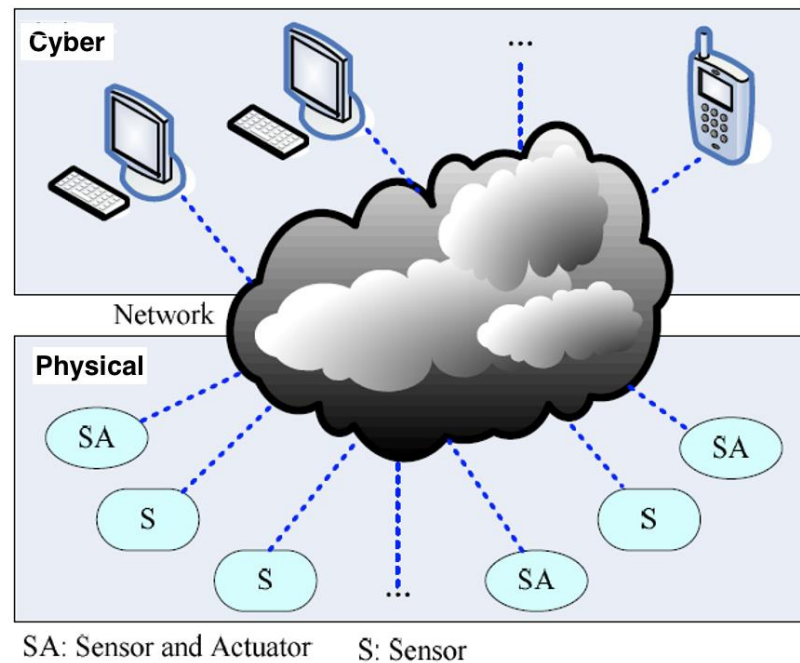 Cyber
...
Network
Physical
SA
SA
S
S
S
SA
...
SA: Sensor and Actuator S: Sensor